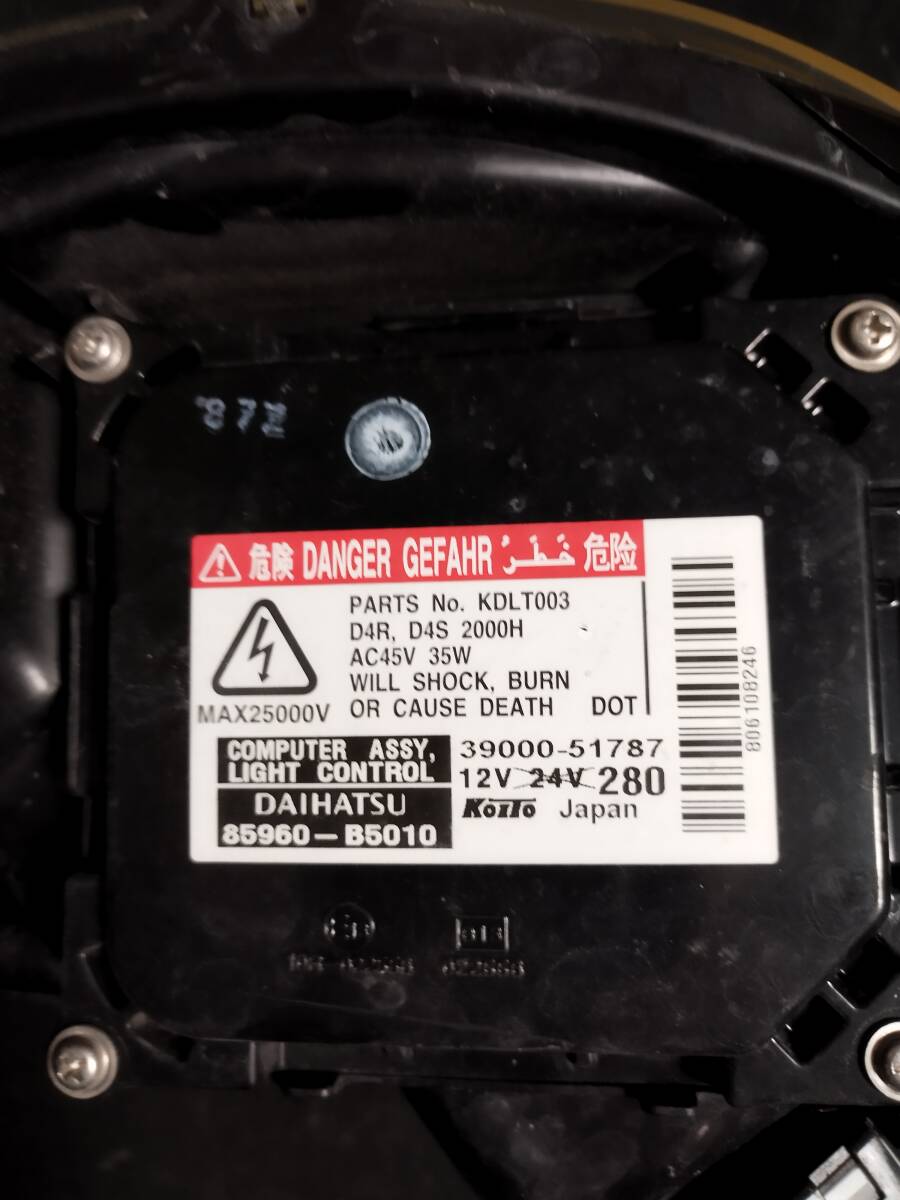 872
危険 DANGER GEFAHR خَطَرٌ 危险
PARTS No. KDLT003
D4R, D4S 2000H
AC45V 35W
WILL SHOCK, BURN
OR CAUSE DEATH DOT
MAX25000V
806108246
COMPUTER ASSY,
LIGHT CONTROL
39000-51787
12V 24V 280
DAIHATSU
85960-B5010
KOITO Japan